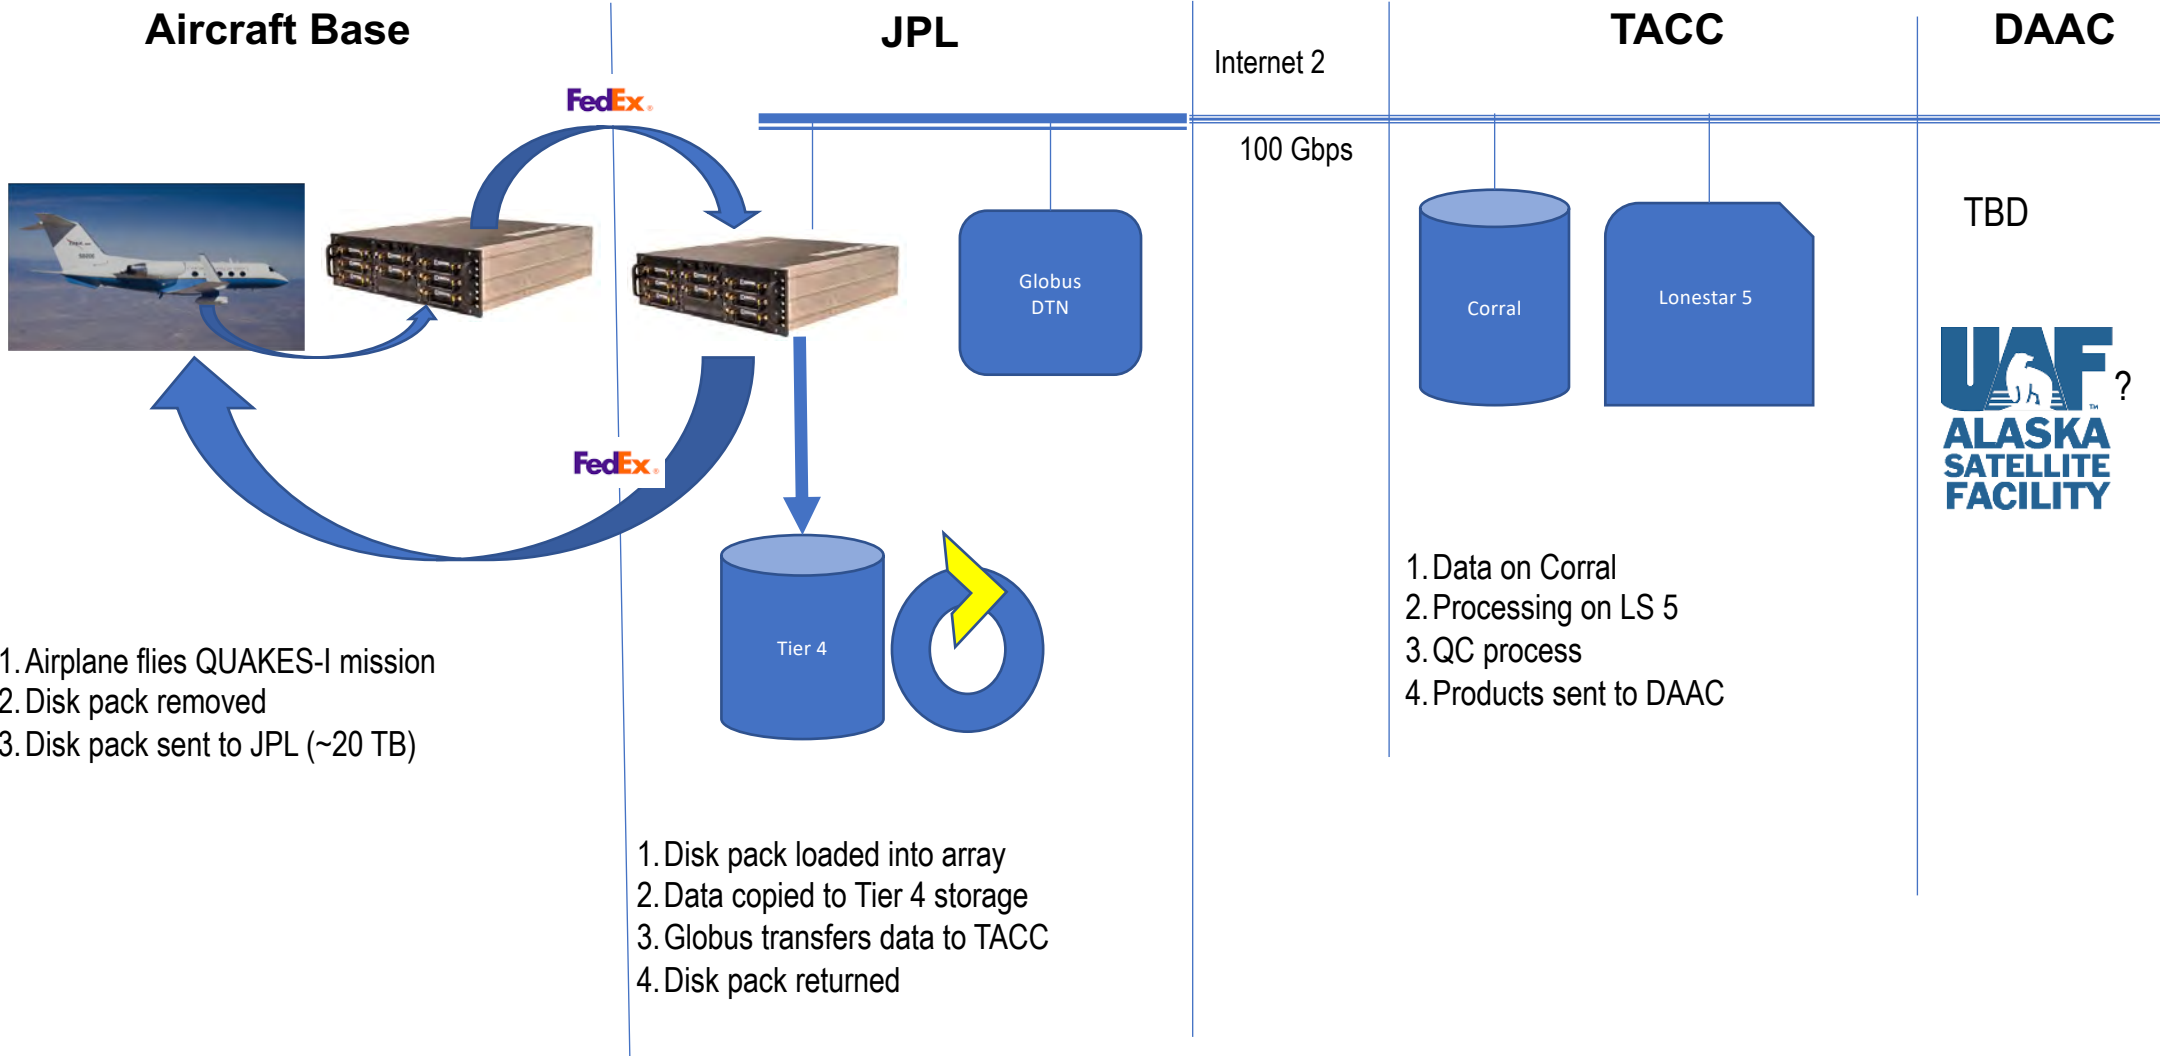 Aircraft Base
JPL
TACC
DAAC
Internet 2
FedEx®
100 Gbps
TBD
Globus
DTN
Corral
Lonestar 5
UAF ?
TM
ALASKA
SATELLITE
FACILITY
FedEx®
Tier 4
1. Airplane flies QUAKES-I mission
2. Disk pack removed
3. Disk pack sent to JPL (~20 TB)
1. Disk pack loaded into array
2. Data copied to Tier 4 storage
3. Globus transfers data to TACC
4. Disk pack returned
1. Data on Corral
2. Processing on LS 5
3. QC process
4. Products sent to DAAC